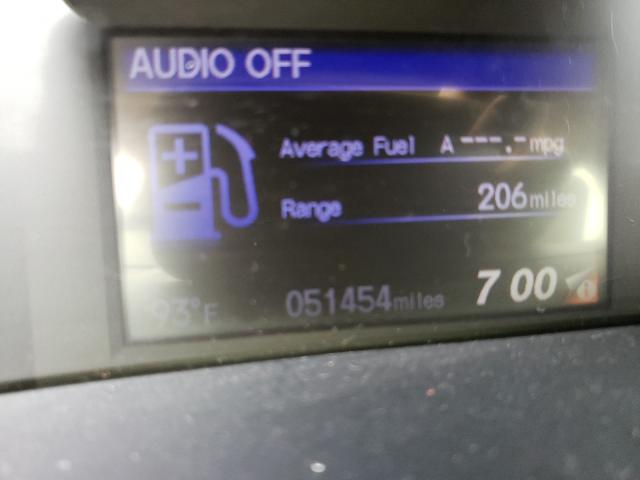 AUDIO OFF
Average Fuel A ---.- mpg
Range 206 miles
93°F 051454 miles 7 00